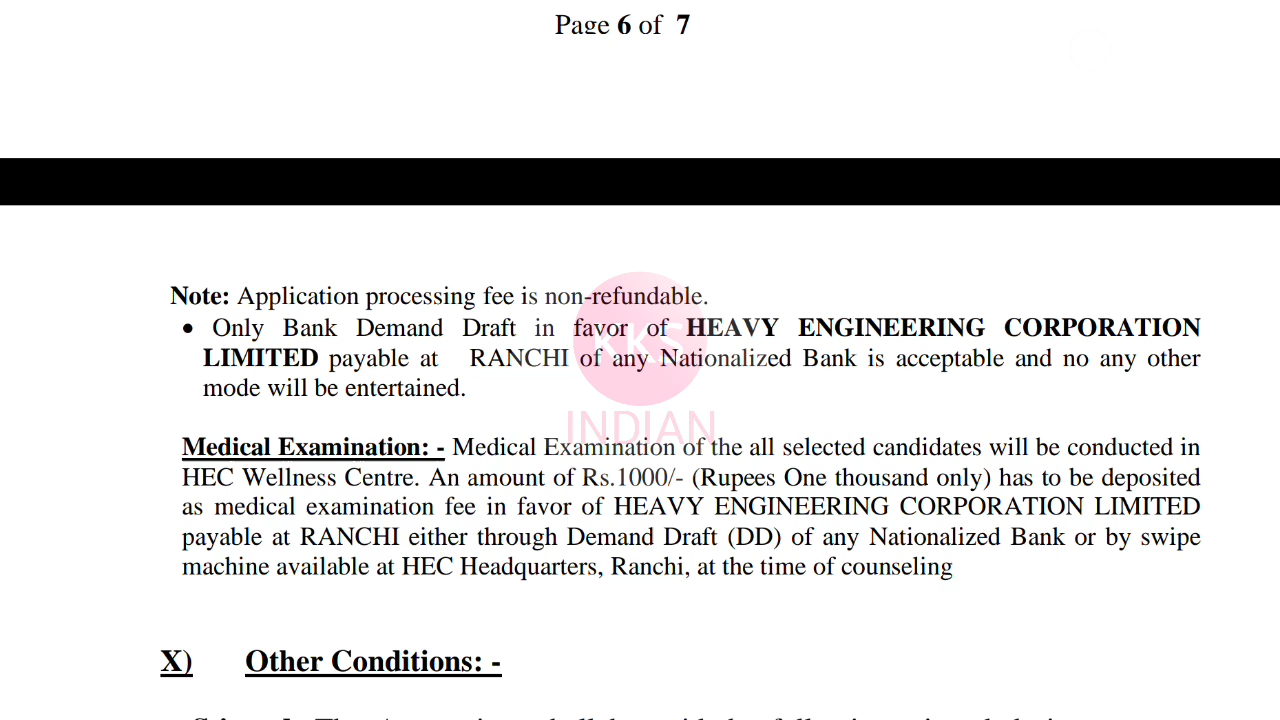 Page 6 of 7
Note: Application processing fee is non-refundable.
• Only Bank Demand Draft in favor of HEAVY ENGINEERING CORPORATION
LIMITED payable at RANCHI of any Nationalized Bank is acceptable and no any other
mode will be entertained.
KKS
INDIAN
Medical Examination: - Medical Examination of the all selected candidates will be conducted in
HEC Wellness Centre. An amount of Rs.1000/- (Rupees One thousand only) has to be deposited
as medical examination fee in favor of HEAVY ENGINEERING CORPORATION LIMITED
payable at RANCHI either through Demand Draft (DD) of any Nationalized Bank or by swipe
machine available at HEC Headquarters, Ranchi, at the time of counseling
X) Other Conditions: -